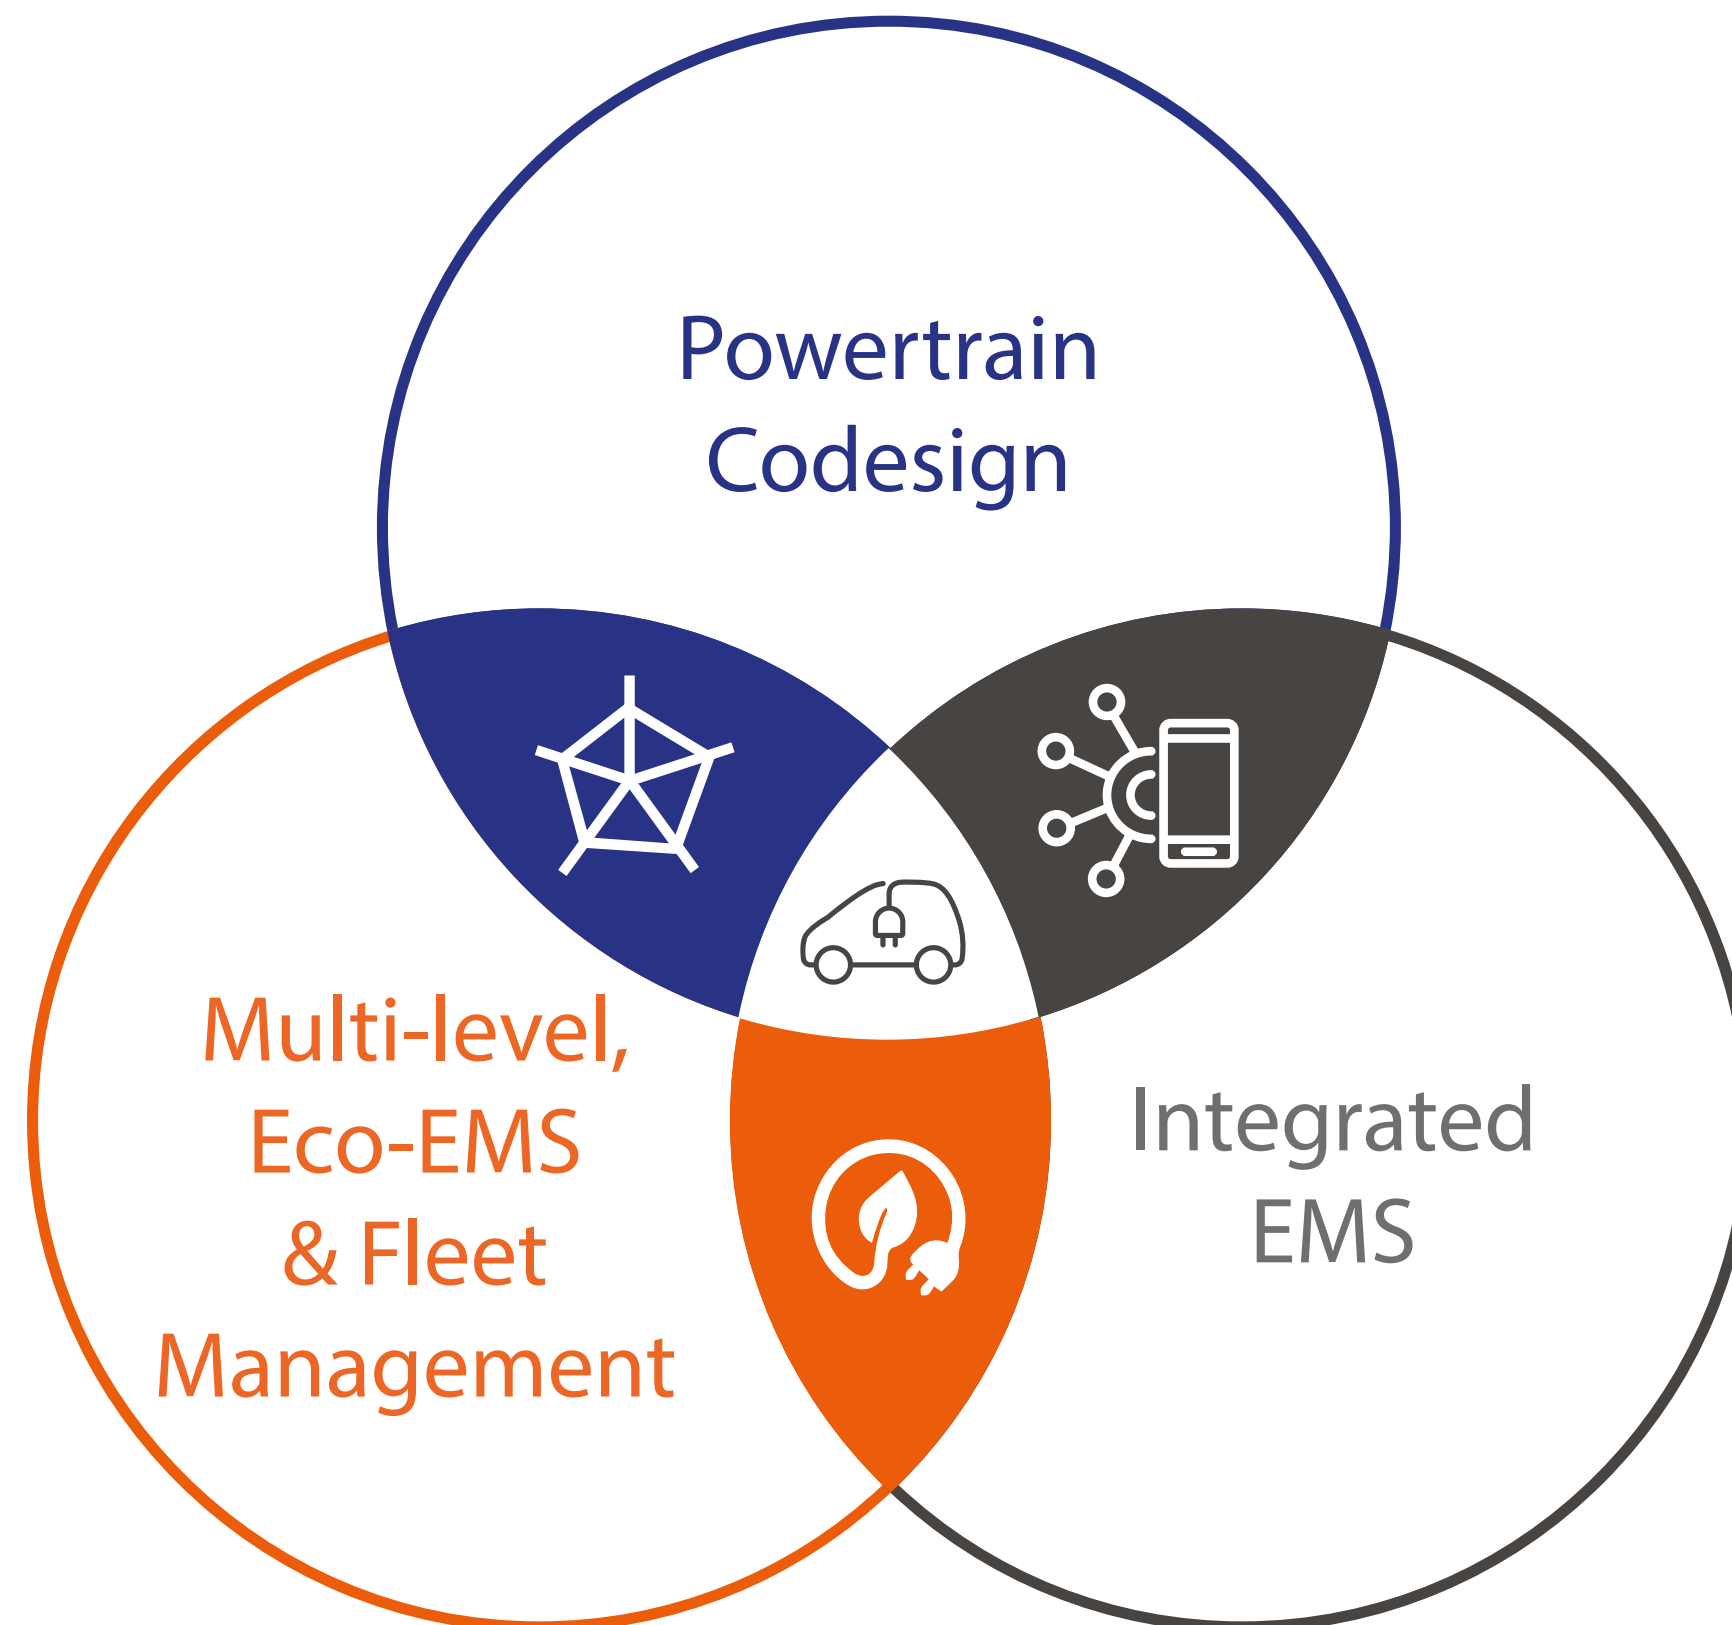 Powertrain
Codesign
Multi-level,
Eco-EMS
& Fleet
Management
Integrated
EMS